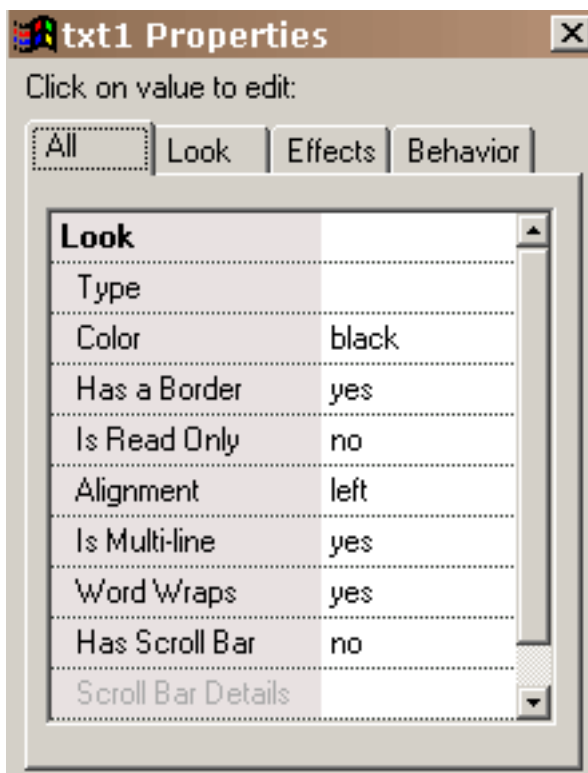 txt1 Properties
Click on value to edit:
All Look Effects Behavior
Look
Type
Color black
Has a Border yes
Is Read Only no
Alignment left
Is Multi-line yes
Word Wraps yes
Has Scroll Bar no
Scroll Bar Details